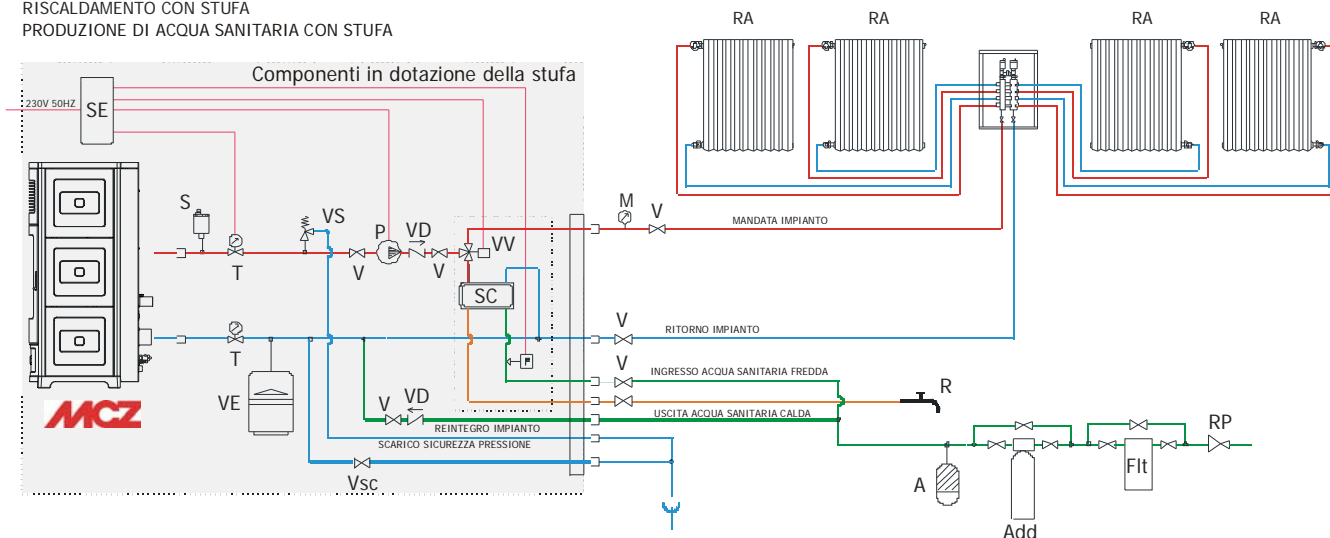 RISCALDAMENTO CON STUFA
PRODUZIONE DI ACQUA SANITARIA CON STUFA
RA
RA
RA
RA
Componenti in dotazione della stufa
230V 50HZ
SE
S
T
VS
V
P
VD
V
VV
M
V
MANDATA IMPIANTO
SC
T
V
RITORNO IMPIANTO
P
V
INGRESSO ACQUA SANITARIA FREDDA
VE
MCZ
V
VD
R
USCITA ACQUA SANITARIA CALDA
REINTEGRO IMPIANTO
SCARICO SICUREZZA PRESSIONE
Vsc
A
Add
Flt
RP